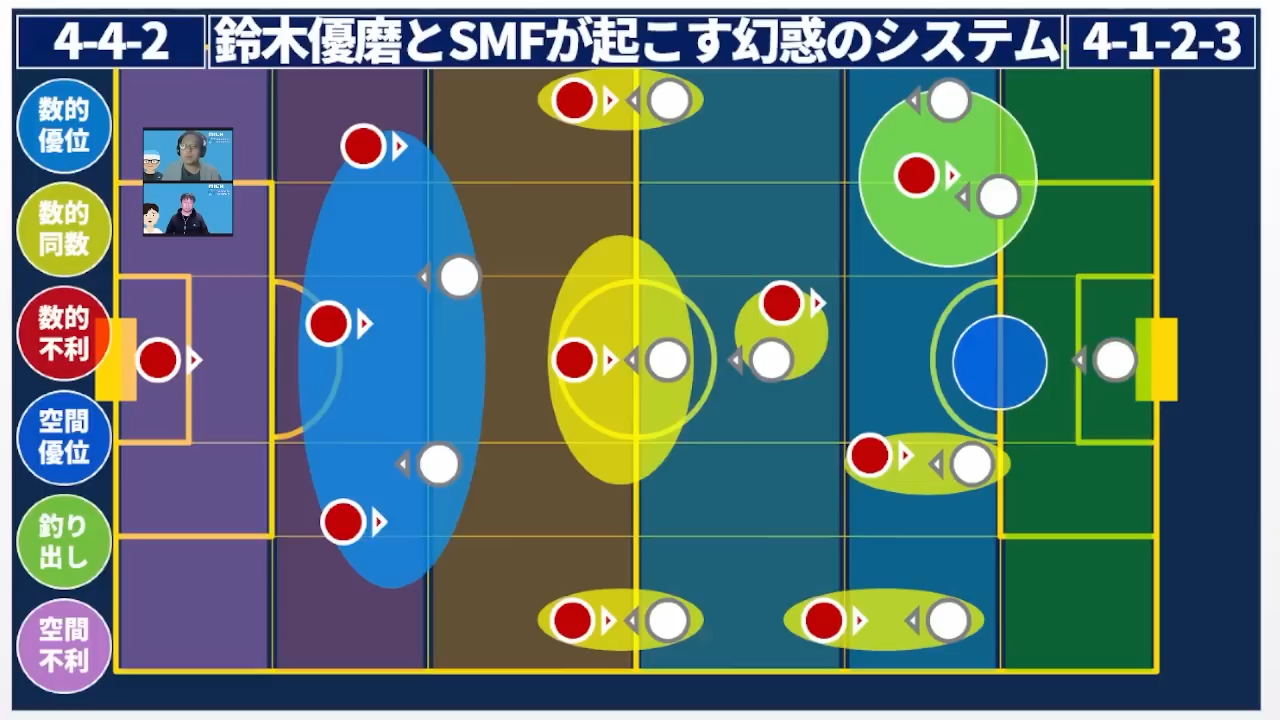 4-4-2
鈴木優磨とSMFが起こす幻惑のシステム
4-1-2-3
数的
優位
数的
同数
数的
不利
空間
優位
釣り
出し
空間
不利